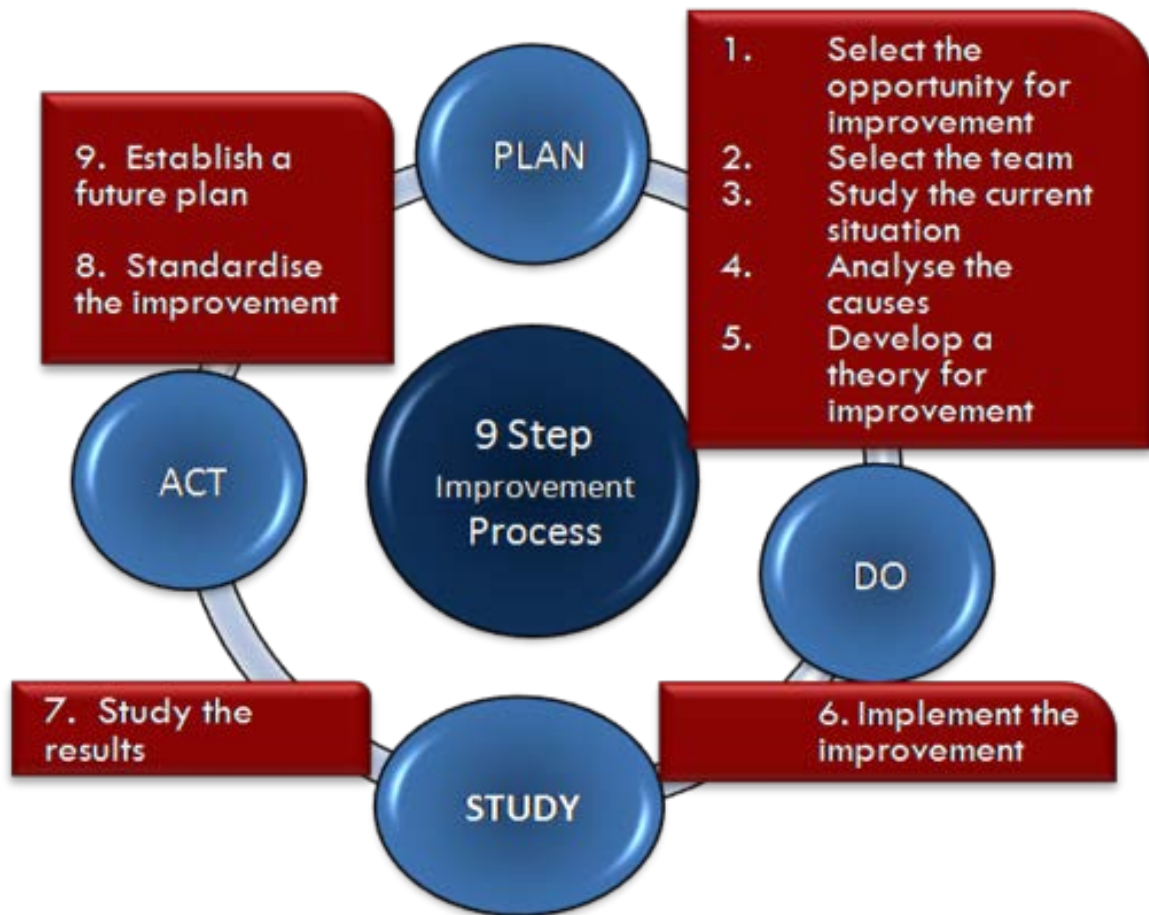 PLAN
1. Select the
opportunity for
improvement
2. Select the team
3. Study the current
situation
4. Analyse the
causes
5. Develop a
theory for
improvement
DO
6. Implement the
improvement
STUDY
7. Study the
results
ACT
9. Establish a
future plan
8. Standardise
the improvement
9 Step
Improvement
Process